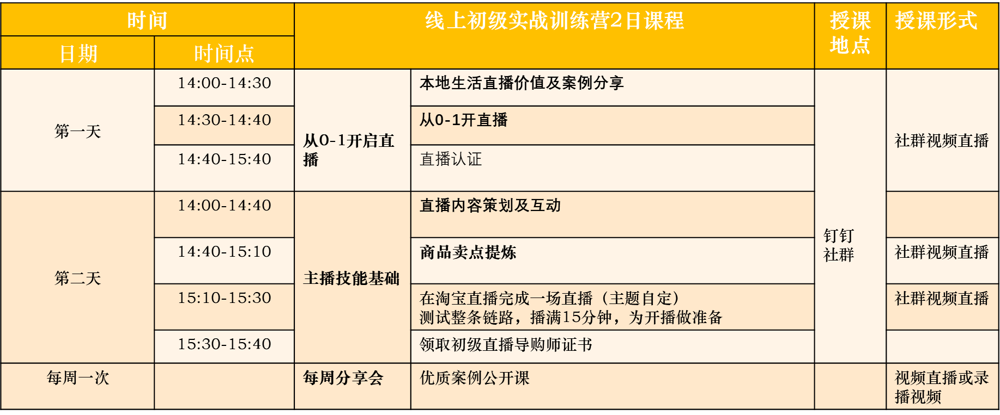 时间
线上初级实战训练营2日课程
授课
地点
授课形式
日期
时间点
第一天
14:00-14:30
从0-1开启直
播
本地生活直播价值及案例分享
钉钉
社群
社群视频直播
14:30-14:40
从0-1开直播
14:40-15:40
直播认证
第二天
14:00-14:40
主播技能基础
直播内容策划及互动
14:40-15:10
商品卖点提炼
社群视频直播
15:10-15:30
在淘宝直播完成一场直播（主题自定）
测试整条链路，播满15分钟，为开播做准备
社群视频直播
15:30-15:40
领取初级直播导购师证书
每周一次
每周分享会
优质案例公开课
视频直播或录
播视频